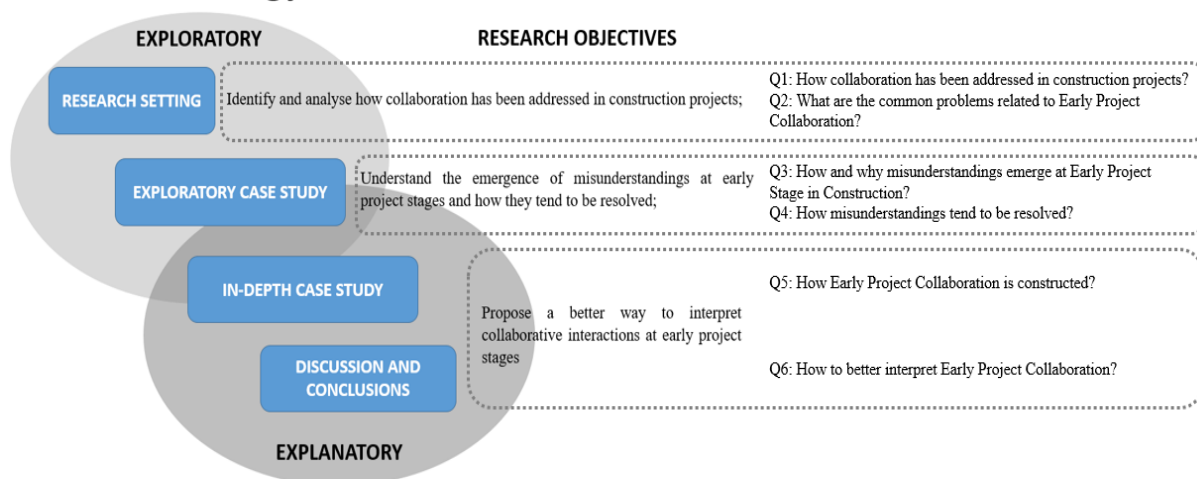 EXPLORATORY
RESEARCH OBJECTIVES
RESEARCH SETTING
Identify and analyse how collaboration has been addressed in construction projects;
Q1: How collaboration has been addressed in construction projects?
Q2: What are the common problems related to Early Project
Collaboration?
EXPLORATORY CASE STUDY
Understand the emergence of misunderstandings at early
project stages and how they tend to be resolved;
Q3: How and why misunderstandings emerge at Early Project
Stage in Construction?
Q4: How misunderstandings tend to be resolved?
IN-DEPTH CASE STUDY
Q5: How Early Project Collaboration is constructed?
Propose a better way to interpret
collaborative interactions at early project
stages
DISCUSSION AND
CONCLUSIONS
Q6: How to better interpret Early Project Collaboration?
EXPLANATORY